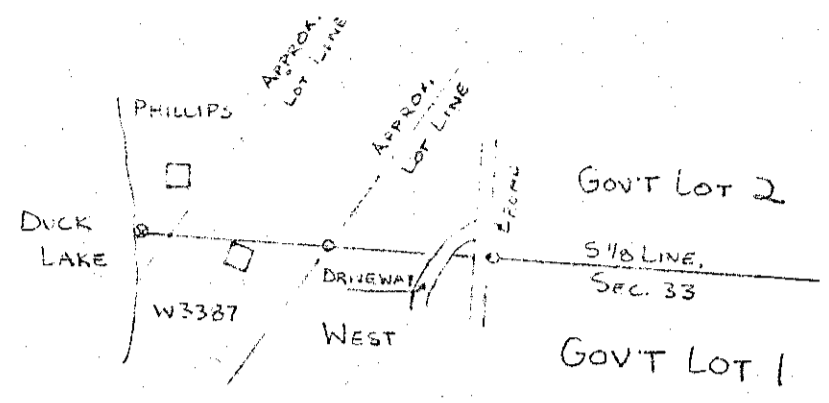 APPROX.
LOT LINE
PHILLIPS
APPROX.
LOT LINE
GOV'T LOT 2
DUCK
LAKE
S 1/8 LINE,
SEC. 33
DRIVEWAY
W3387
WEST
GOV'T LOT 1